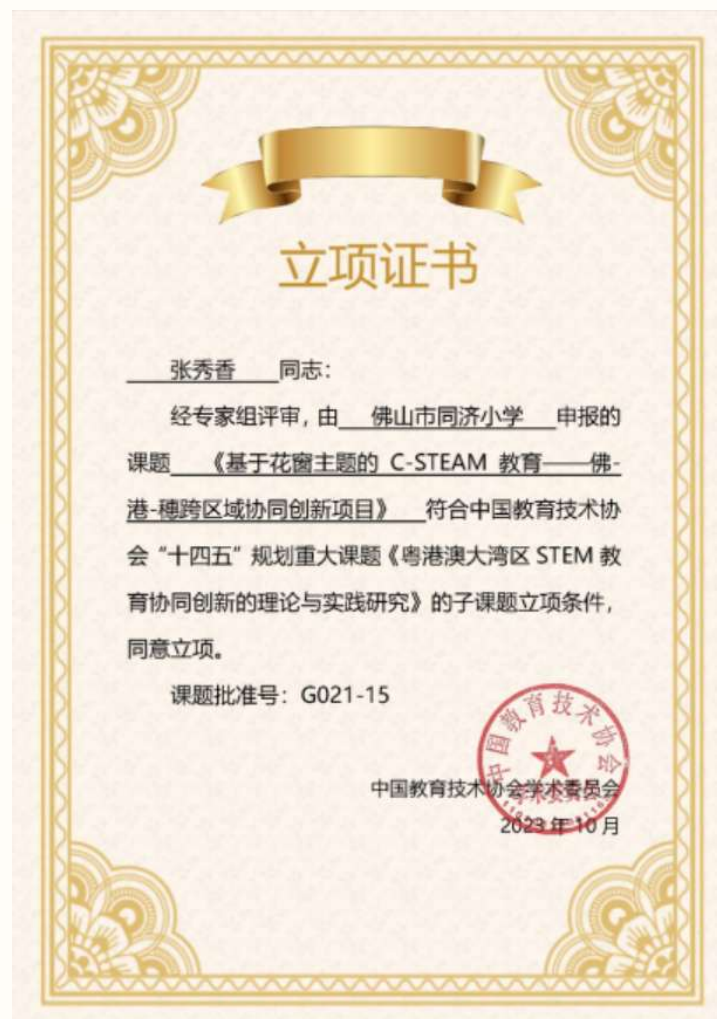 立项证书
张秀香 同志：
经专家组评审，由 佛山市同济小学 申报的
课题 《基于花窗主题的 C-STEAM 教育——佛-
港-穗跨区域协同创新项目》 符合中国教育技术协
会“十四五”规划重大课题《粤港澳大湾区 STEM 教
育协同创新的理论与实践研究》的子课题立项条件，
同意立项。
课题批准号：G021-15
中国教育技术协会
学术委员会
中国教育技术协会学术委员会
2023 年 10 月